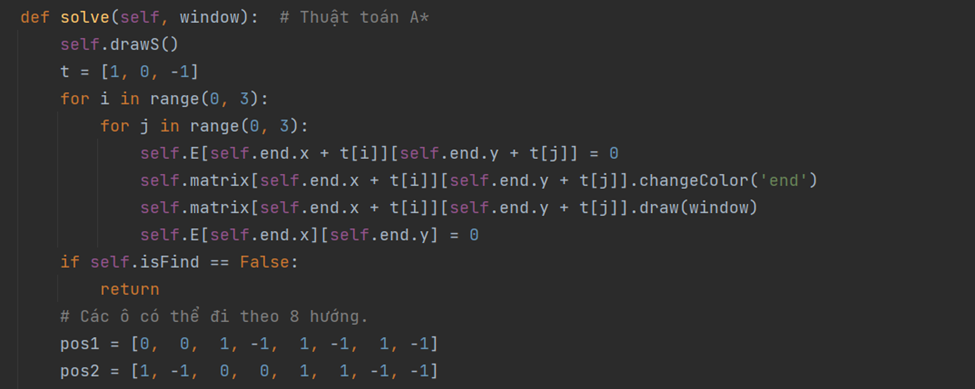 def solve(self, window):  # Thuật toán A*
    self.drawS()
    t = [1, 0, -1]
    for i in range(0, 3):
        for j in range(0, 3):
            self.E[self.end.x + t[i]][self.end.y + t[j]] = 0
            self.matrix[self.end.x + t[i]][self.end.y + t[j]].changeColor('end')
            self.matrix[self.end.x + t[i]][self.end.y + t[j]].draw(window)
            self.E[self.end.x][self.end.y] = 0
    if self.isFind == False:
        return
    # Các ô có thể đi theo 8 hướng.
    pos1 = [0,  0,  1, -1,  1, -1,  1, -1]
    pos2 = [1, -1,  0,  0,  1,  1, -1, -1]